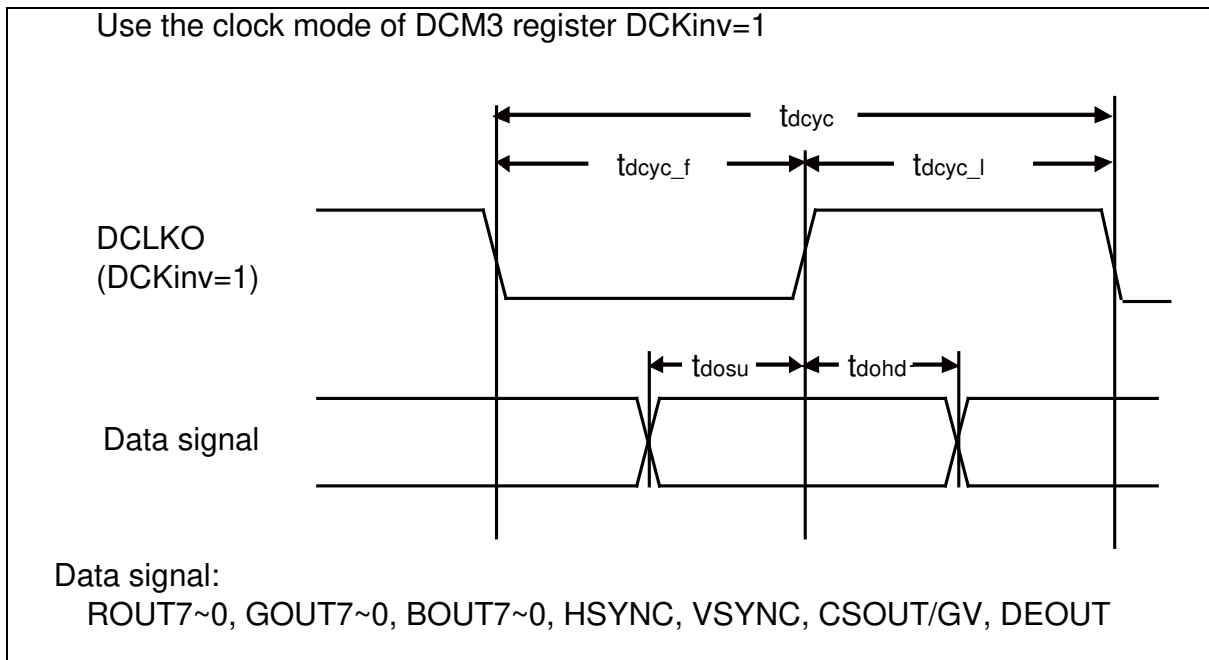 Use the clock mode of DCM3 register DCKinv=1
tdcyc
tdcyc_f
tdcyc_l
DCLKO
(DCKinv=1)
tdosu
tdohd
Data signal
Data signal:
ROUT7~0, GOUT7~0, BOUT7~0, HSYNC, VSYNC, CSOUT/GV, DEOUT